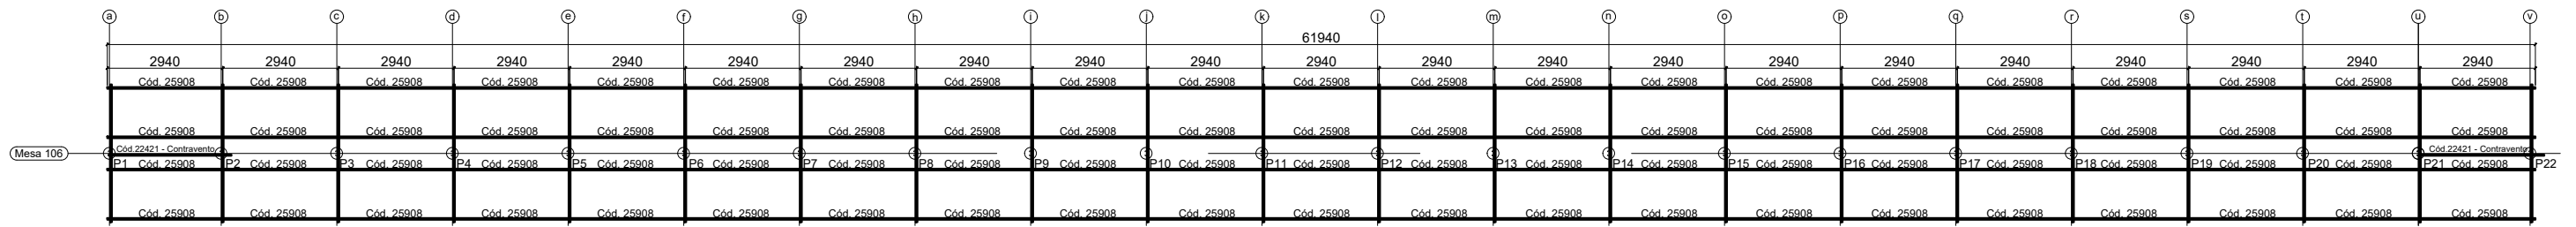 a b c d e f g h i j k l m n o p q r s t u v
61940
2940 2940 2940 2940 2940 2940 2940 2940 2940 2940 2940 2940 2940 2940 2940 2940 2940 2940 2940 2940 2940
Cód. 25908 Cód. 25908 Cód. 25908 Cód. 25908 Cód. 25908 Cód. 25908 Cód. 25908 Cód. 25908 Cód. 25908 Cód. 25908 Cód. 25908 Cód. 25908 Cód. 25908 Cód. 25908 Cód. 25908 Cód. 25908 Cód. 25908 Cód. 25908 Cód. 25908 Cód. 25908 Cód. 25908
Cód. 25908 Cód. 25908 Cód. 25908 Cód. 25908 Cód. 25908 Cód. 25908 Cód. 25908 Cód. 25908 Cód. 25908 Cód. 25908 Cód. 25908 Cód. 25908 Cód. 25908 Cód. 25908 Cód. 25908 Cód. 25908 Cód. 25908 Cód. 25908 Cód. 25908 Cód. 25908 Cód. 25908
Mesa 106 Cód.22421 - Contravento Cód.22421 - Contravento
P1 Cód. 25908 P2 Cód. 25908 P3 Cód. 25908 P4 Cód. 25908 P5 Cód. 25908 P6 Cód. 25908 P7 Cód. 25908 P8 Cód. 25908 P9 Cód. 25908 P10 Cód. 25908 P11 Cód. 25908 P12 Cód. 25908 P13 Cód. 25908 P14 Cód. 25908 P15 Cód. 25908 P16 Cód. 25908 P17 Cód. 25908 P18 Cód. 25908 P19 Cód. 25908 P20 Cód. 25908 P21 Cód. 25908 P22
Cód. 25908 Cód. 25908 Cód. 25908 Cód. 25908 Cód. 25908 Cód. 25908 Cód. 25908 Cód. 25908 Cód. 25908 Cód. 25908 Cód. 25908 Cód. 25908 Cód. 25908 Cód. 25908 Cód. 25908 Cód. 25908 Cód. 25908 Cód. 25908 Cód. 25908 Cód. 25908 Cód. 25908